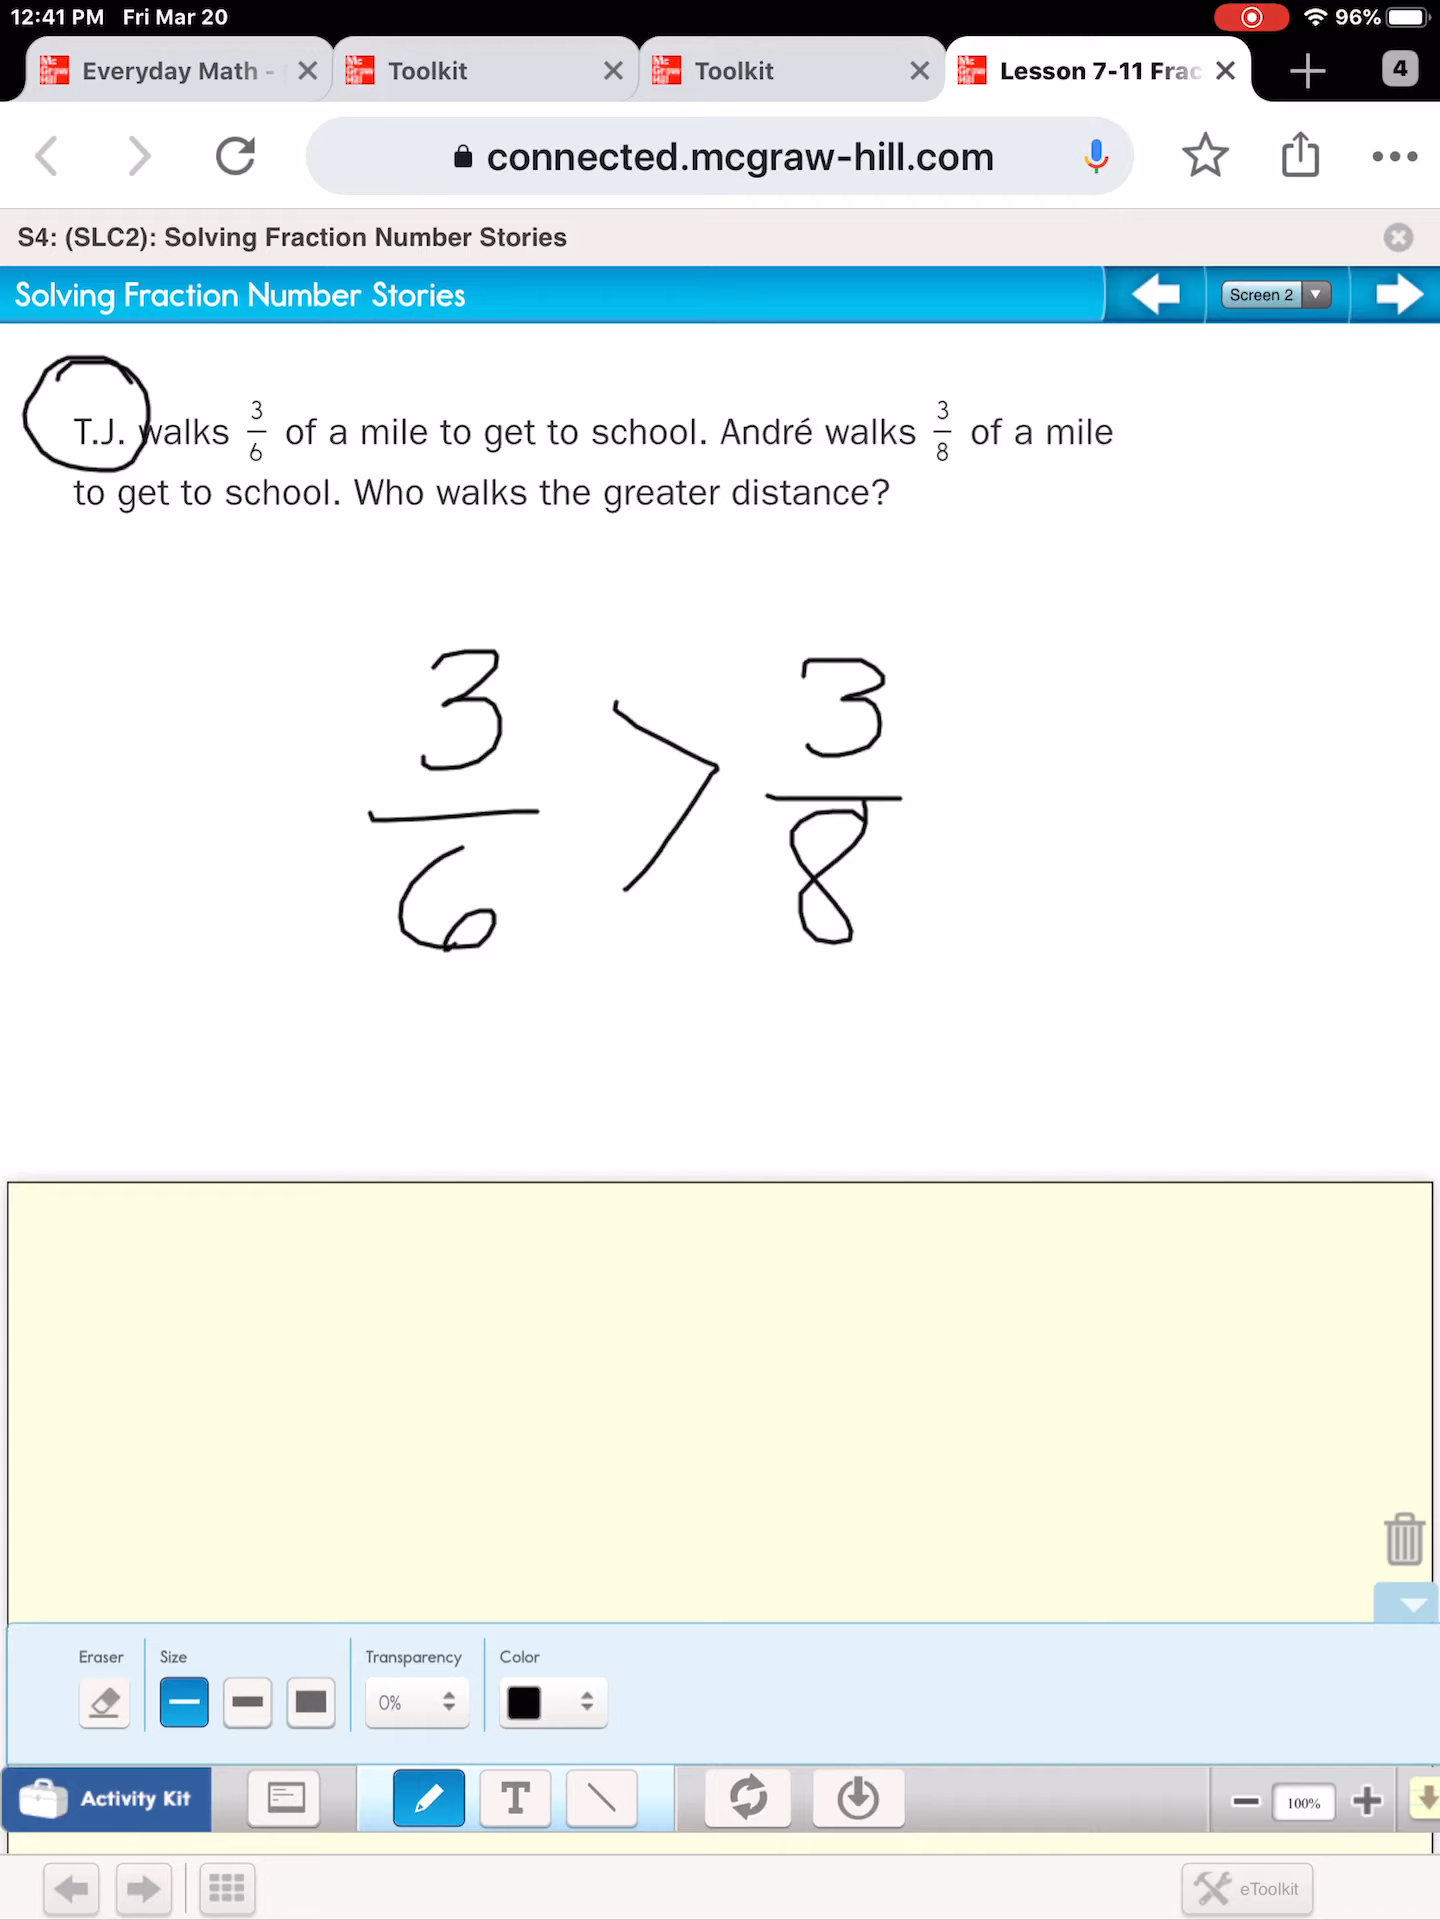 12:41 PM Fri Mar 20 96%
Everyday Math - Toolkit Toolkit Lesson 7-11 Frac 4
connected.mcgraw-hill.com
S4: (SLC2): Solving Fraction Number Stories
Solving Fraction Number Stories Screen 2
T.J. walks 3/6 of a mile to get to school. André walks 3/8 of a mile
to get to school. Who walks the greater distance?
3/6 > 3/8
Eraser Size Transparency Color
0%
Activity Kit T 100%
eToolkit